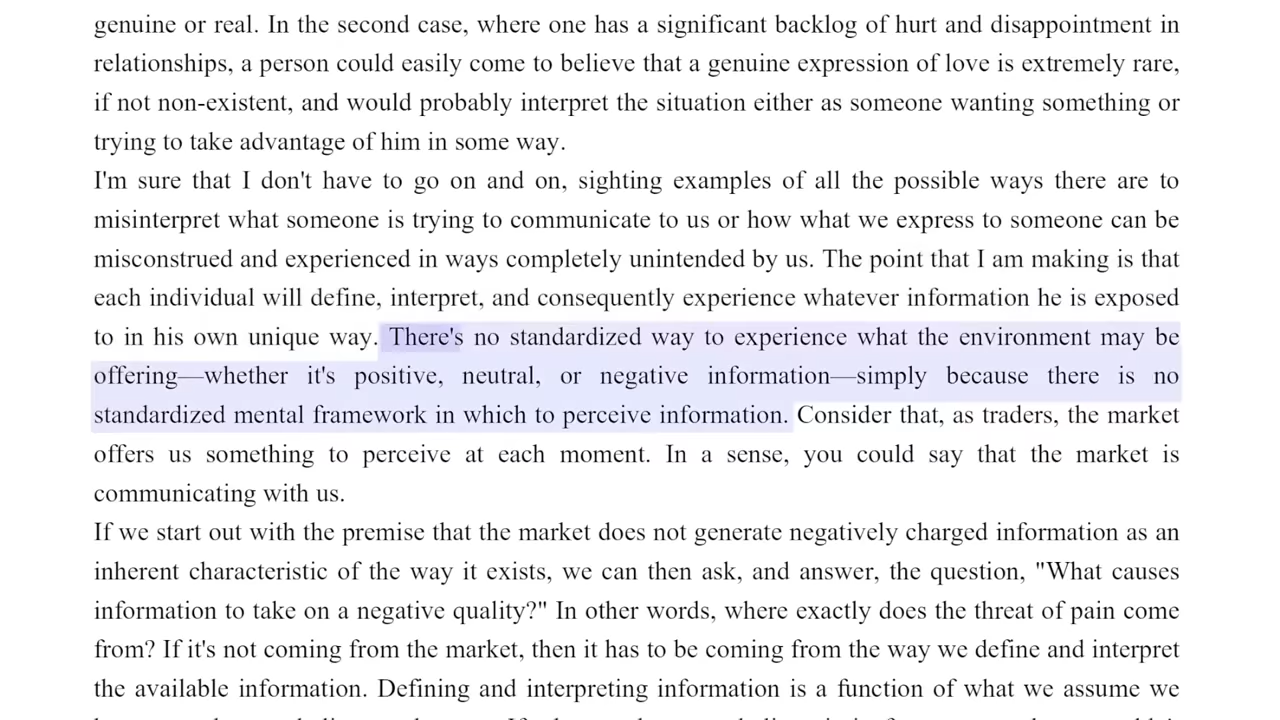 genuine or real. In the second case, where one has a significant backlog of hurt and disappointment in
relationships, a person could easily come to believe that a genuine expression of love is extremely rare,
if not non-existent, and would probably interpret the situation either as someone wanting something or
trying to take advantage of him in some way.
I'm sure that I don't have to go on and on, sighting examples of all the possible ways there are to
misinterpret what someone is trying to communicate to us or how what we express to someone can be
misconstrued and experienced in ways completely unintended by us. The point that I am making is that
each individual will define, interpret, and consequently experience whatever information he is exposed
to in his own unique way. There's no standardized way to experience what the environment may be
offering—whether it's positive, neutral, or negative information—simply because there is no
standardized mental framework in which to perceive information. Consider that, as traders, the market
offers us something to perceive at each moment. In a sense, you could say that the market is
communicating with us.
If we start out with the premise that the market does not generate negatively charged information as an
inherent characteristic of the way it exists, we can then ask, and answer, the question, "What causes
information to take on a negative quality?" In other words, where exactly does the threat of pain come
from? If it's not coming from the market, then it has to be coming from the way we define and interpret
the available information. Defining and interpreting information is a function of what we assume we